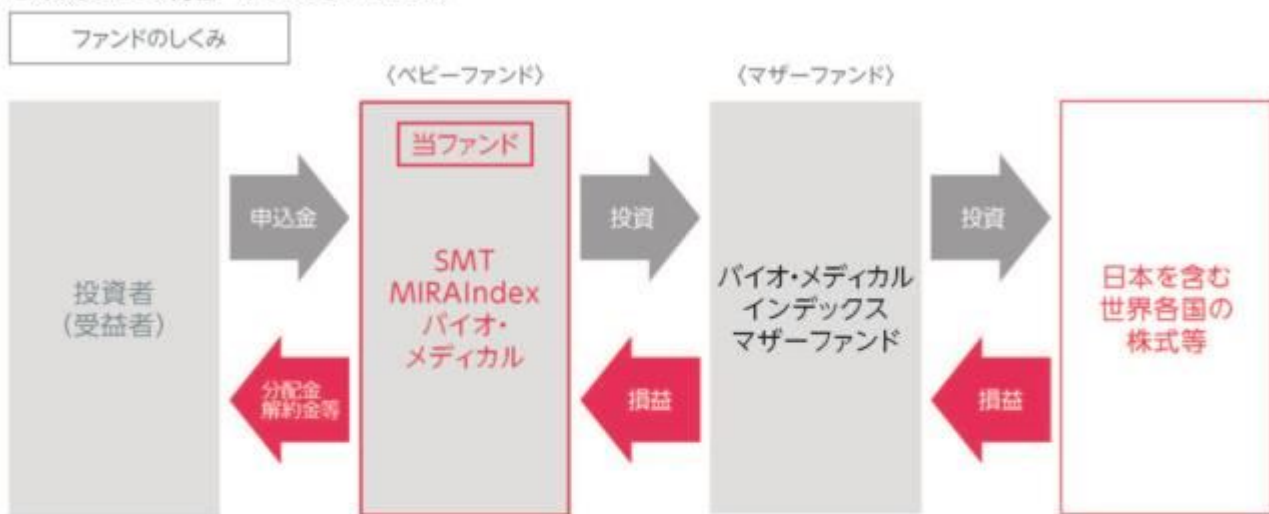 ファンドのしくみ
〈ベビーファンド〉
〈マザーファンド〉
投資者
(受益者)
申込金
分配金
解約金等
当ファンド
SMT
MIRAIndex
バイオ・
メディカル
投資
損益
バイオ・メディカル
インデックス
マザーファンド
投資
損益
日本を含む
世界各国の
株式等